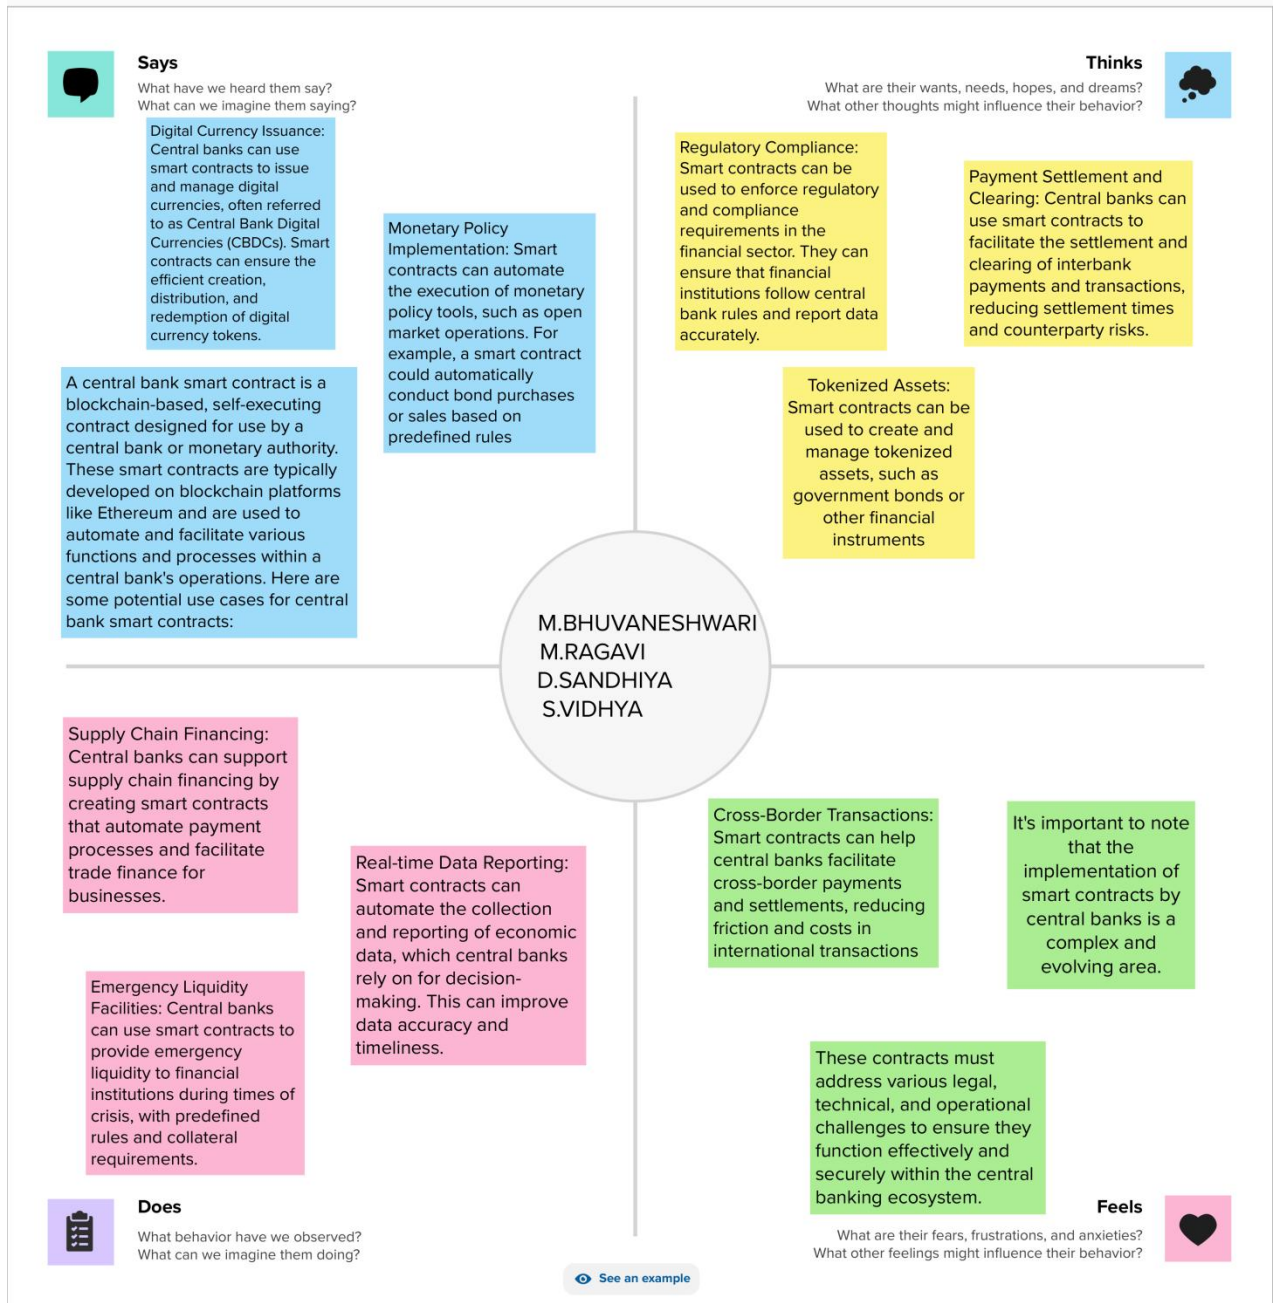 Says
What have we heard them say?
What can we imagine them saying?
Digital Currency Issuance:
Central banks can use
smart contracts to issue
and manage digital
currencies, often referred
to as Central Bank Digital
Currencies (CBDCs). Smart
contracts can ensure the
efficient creation,
distribution, and
redemption of digital
currency tokens.
Monetary Policy
Implementation: Smart
contracts can automate
the execution of monetary
policy tools, such as open
market operations. For
example, a smart contract
could automatically
conduct bond purchases
or sales based on
predefined rules
A central bank smart contract is a
blockchain-based, self-executing
contract designed for use by a
central bank or monetary authority.
These smart contracts are typically
developed on blockchain platforms
like Ethereum and are used to
automate and facilitate various
functions and processes within a
central bank's operations. Here are
some potential use cases for central
bank smart contracts:
Thinks
What are their wants, needs, hopes, and dreams?
What other thoughts might influence their behavior?
Regulatory Compliance:
Smart contracts can be
used to enforce regulatory
and compliance
requirements in the
financial sector. They can
ensure that financial
institutions follow central
bank rules and report data
accurately.
Payment Settlement and
Clearing: Central banks can
use smart contracts to
facilitate the settlement and
clearing of interbank
payments and transactions,
reducing settlement times
and counterparty risks.
Tokenized Assets:
Smart contracts can be
used to create and
manage tokenized
assets, such as
government bonds or
other financial
instruments
M.BHUVANESHWARI
M.RAGAVI
D.SANDHIYA
S.VIDHYA
Supply Chain Financing:
Central banks can support
supply chain financing by
creating smart contracts
that automate payment
processes and facilitate
trade finance for
businesses.
Real-time Data Reporting:
Smart contracts can
automate the collection
and reporting of economic
data, which central banks
rely on for decision-
making. This can improve
data accuracy and
timeliness.
Emergency Liquidity
Facilities: Central banks
can use smart contracts to
provide emergency
liquidity to financial
institutions during times of
crisis, with predefined
rules and collateral
requirements.
Does
What behavior have we observed?
What can we imagine them doing?
Cross-Border Transactions:
Smart contracts can help
central banks facilitate
cross-border payments
and settlements, reducing
friction and costs in
international transactions
It's important to note
that the
implementation of
smart contracts by
central banks is a
complex and
evolving area.
These contracts must
address various legal,
technical, and operational
challenges to ensure they
function effectively and
securely within the central
banking ecosystem.
Feels
What are their fears, frustrations, and anxieties?
What other feelings might influence their behavior?
See an example